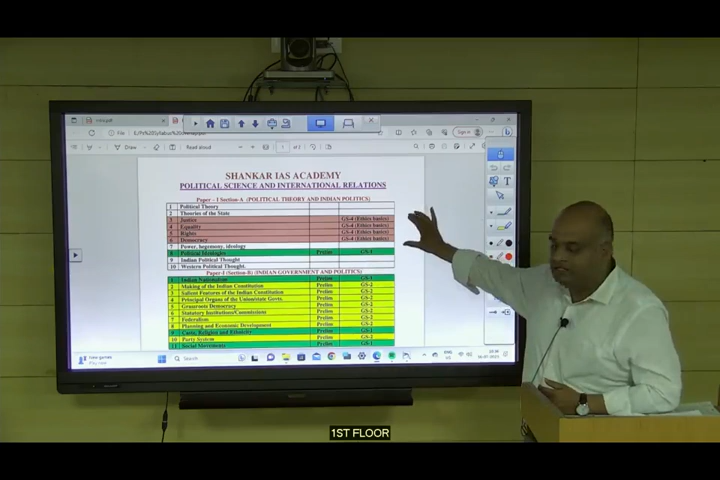 Draw
Read aloud
Sign in
SHANKAR IAS ACADEMY
POLITICAL SCIENCE AND INTERNATIONAL RELATIONS
Paper – I Section-A (POLITICAL THEORY AND INDIAN POLITICS)
1 Political Theory
2 Theories of the State
3 Justice GS-4 (Ethics basics)
4 Equality GS-4 (Ethics basics)
5 Rights GS-4 (Ethics basics)
6 Democracy GS-4 (Ethics basics)
7 Power, hegemony, ideology
8 Political Ideologies Prelim GS-1
9 Indian Political Thought
10 Western Political Thought.
Paper-I (Section-B) (INDIAN GOVERNMENT AND POLITICS)
1 Indian Nationalism Prelim GS-1
2 Making of the Indian Constitution Prelim GS-2
3 Salient Features of the Indian Constitution Prelim GS-2
4 Principal Organs of the Union/state Govts. Prelim GS-2
5 Grassroots Democracy Prelim GS-2
6 Statutory Institutions/Commissions Prelim GS-2
7 Federalism Prelim GS-2
8 Planning and Economic Development Prelim GS-2
9 Caste, Religion and Ethnicity Prelim GS-1
10 Party System Prelim GS-2
11 Social Movements Prelim GS-1
Search
1ST FLOOR